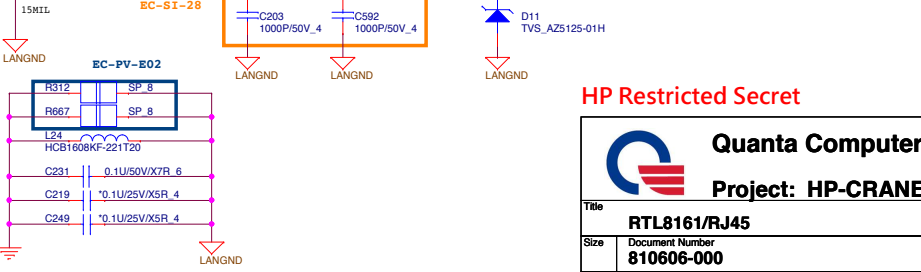 15MIL
EC-SI-28
C203
1000P/50V_4
C592
1000P/50V_4
D11
TVS_AZ5125-01H
LANGND
LANGND
LANGND
LANGND
EC-PV-E02
R312 SP_8
R667 SP_8
L24
HCB1608KF-221T20
C231 0.1U/50V/X7R_6
C219 *0.1U/25V/X5R_4
C249 *0.1U/25V/X5R_4
LANGND
HP Restricted Secret
Quanta Computer
Project: HP-CRANE
Title
RTL8161/RJ45
Size Document Number
810606-000